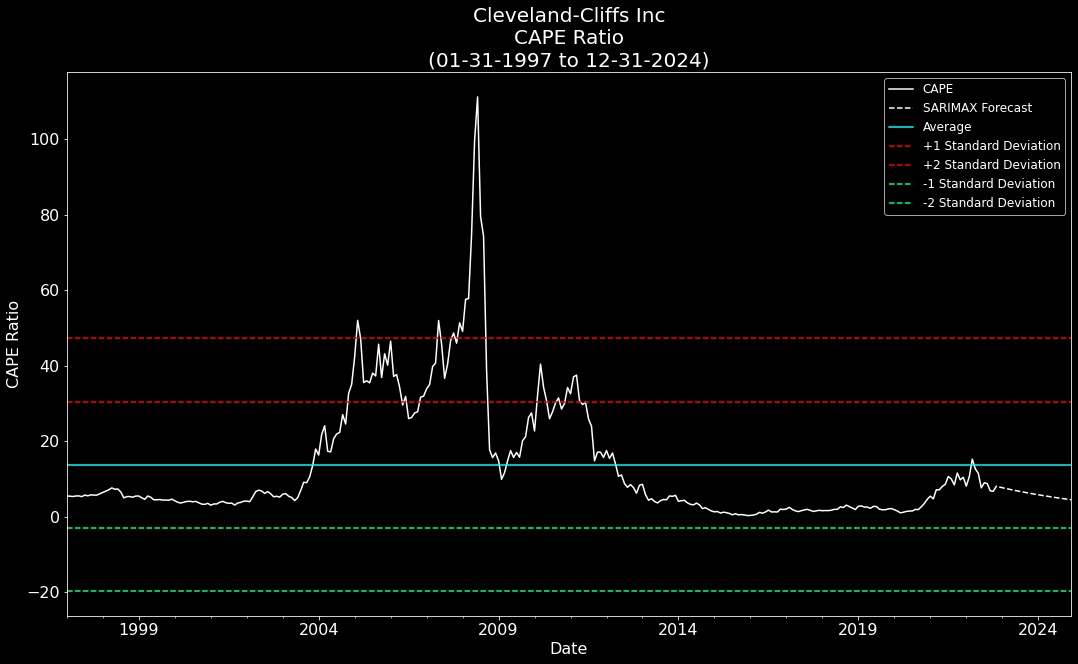 Cleveland-Cliffs Inc
CAPE Ratio
(01-31-1997 to 12-31-2024)
CAPE
SARIMAX Forecast
Average
+1 Standard Deviation
+2 Standard Deviation
-1 Standard Deviation
-2 Standard Deviation
CAPE Ratio
100
80
60
40
20
0
−20
1999
2004
2009
2014
2019
2024
Date